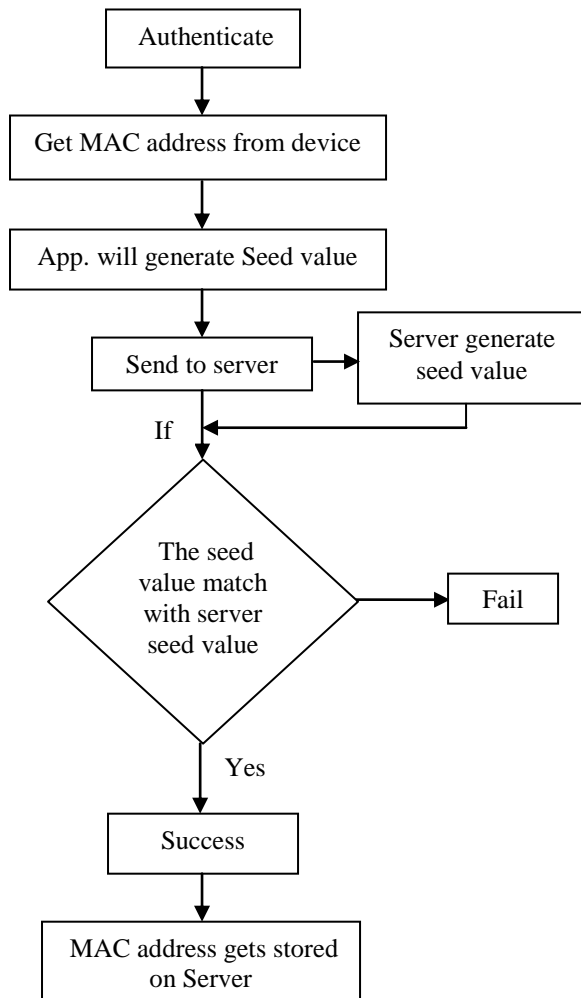 Authenticate
Get MAC address from device
App. will generate Seed value
Send to server
Server generate
seed value
If
The seed
value match
with server
seed value
Fail
Yes
Success
MAC address gets stored
on Server